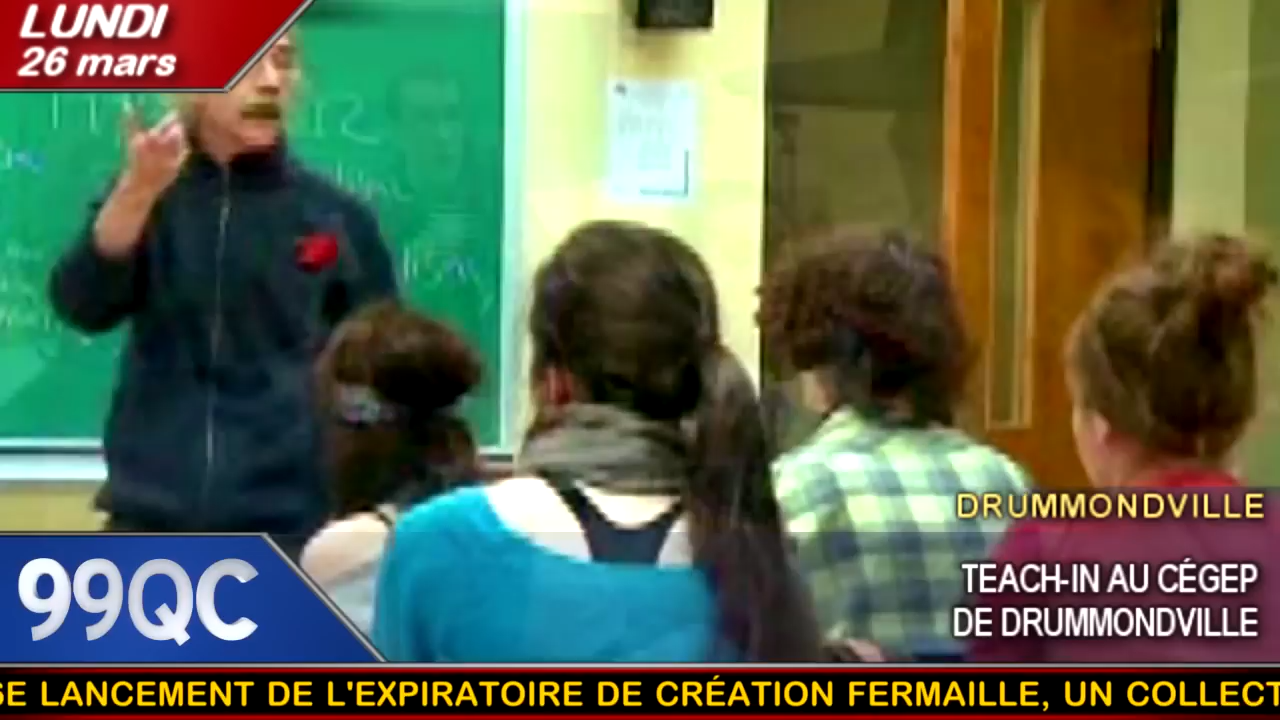 LUNDI
26 mars
DRUMMONDVILLE
99QC
TEACH-IN AU CÉGEP
DE DRUMMONDVILLE
SE LANCEMENT DE L'EXPIRATOIRE DE CRÉATION FERMAILLE, UN COLLECT